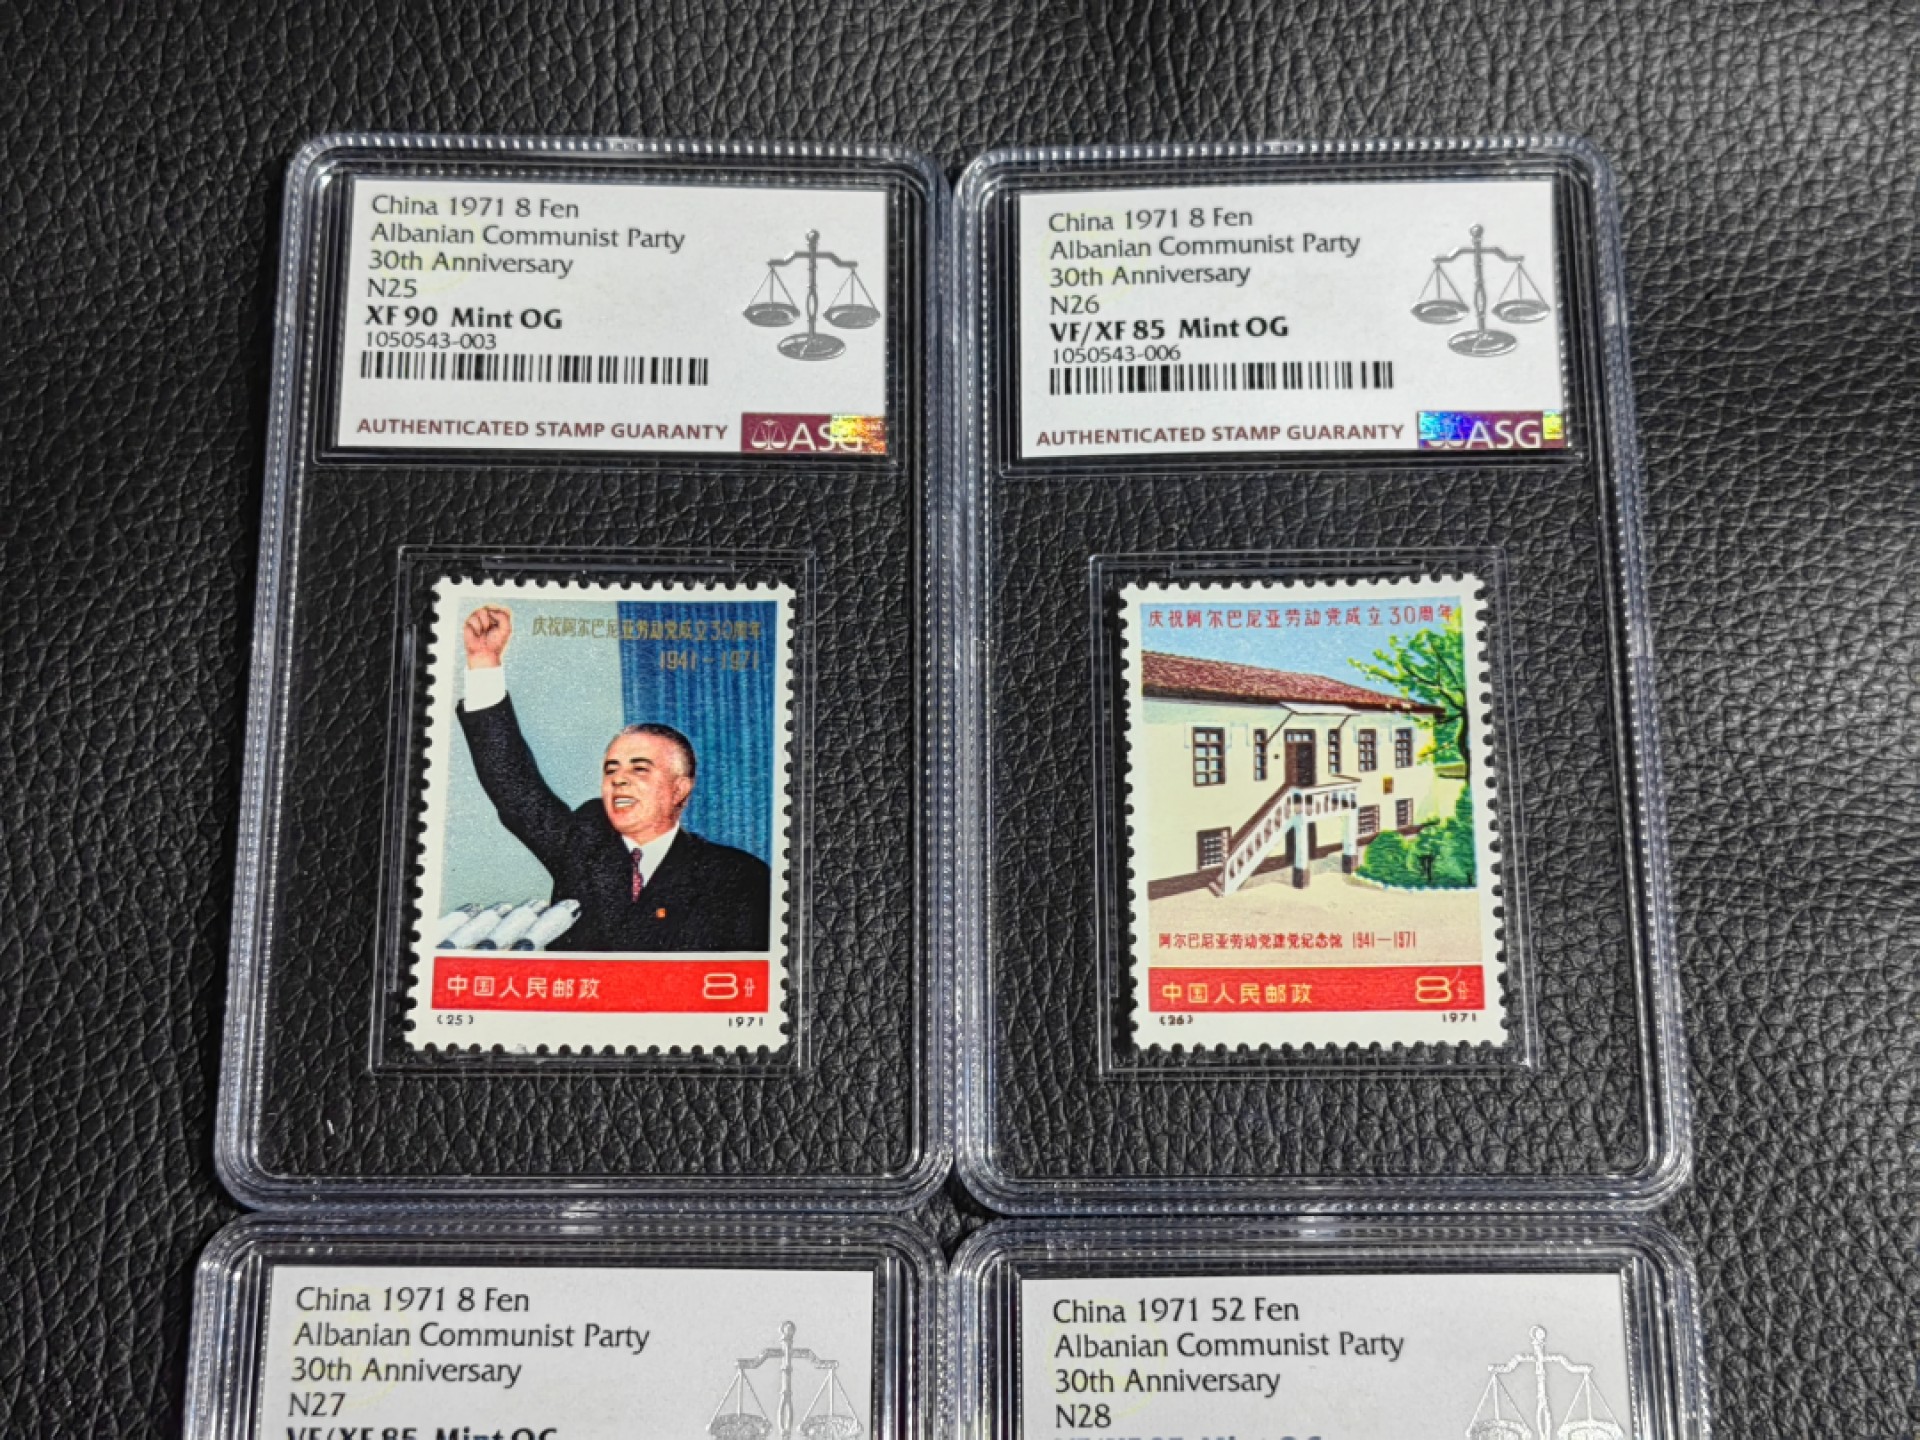 China 1971 8 Fen
Albanian Communist Party
30th Anniversary
N25
XF 90 Mint OG
1050543-003
AUTHENTICATED STAMP GUARANTY
ASG
庆祝阿尔巴尼亚劳动党成立30周年
1941-1971
中国人民邮政 8分
(25) 1971
China 1971 8 Fen
Albanian Communist Party
30th Anniversary
N26
VF/XF 85 Mint OG
1050543-006
AUTHENTICATED STAMP GUARANTY
ASG
庆祝阿尔巴尼亚劳动党成立30周年
阿尔巴尼亚劳动党建党纪念馆 1941—1971
中国人民邮政 8分
(26) 1971
China 1971 8 Fen
Albanian Communist Party
30th Anniversary
N27
VF/XF 85 Mint OG
China 1971 52 Fen
Albanian Communist Party
30th Anniversary
N28